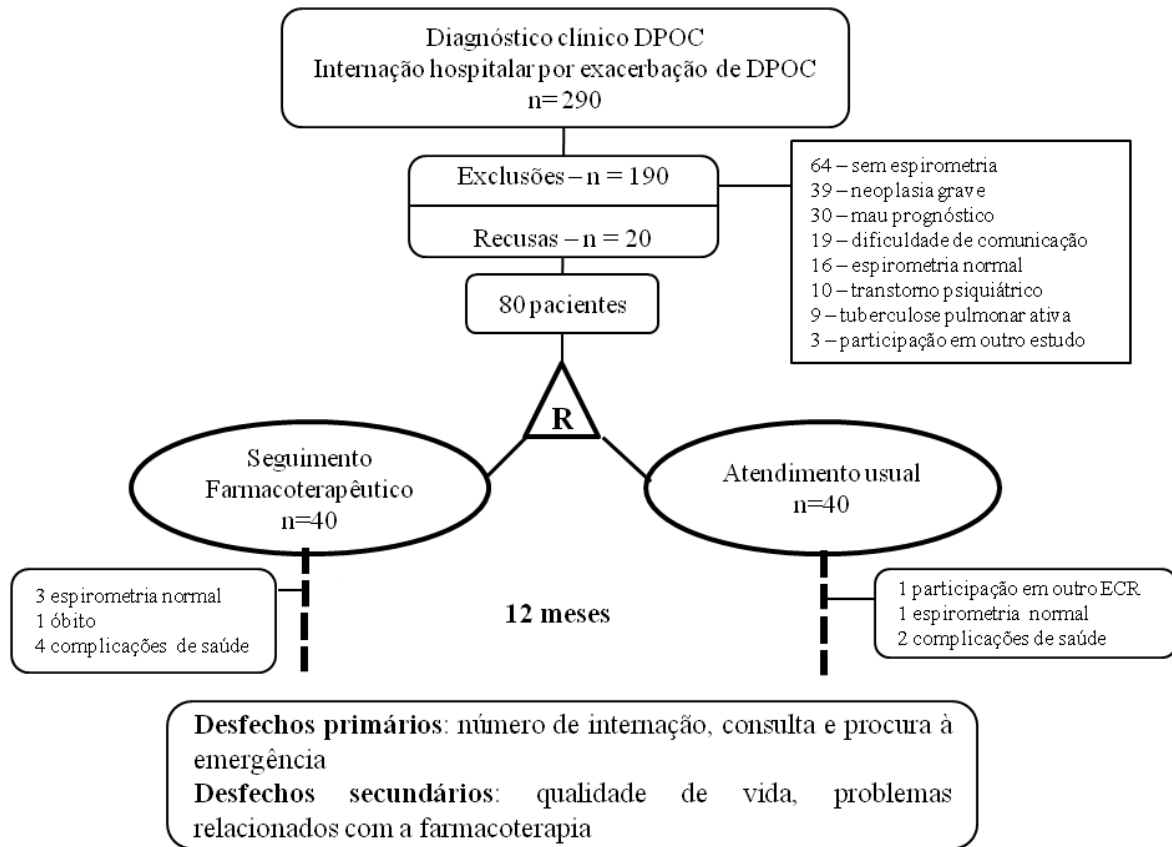 Diagnóstico clínico DPOC
Internação hospitalar por exacerbação de DPOC
n= 290
Exclusões – n = 190
Recusas – n = 20
64 – sem espirometria
39 – neoplasia grave
30 – mau prognóstico
19 – dificuldade de comunicação
16 – espirometria normal
10 – transtorno psiquiátrico
9 – tuberculose pulmonar ativa
3 – participação em outro estudo
80 pacientes
R
Seguimento
Farmacoterapêutico
n=40
Atendimento usual
n=40
3 espirometria normal
1 óbito
4 complicações de saúde
12 meses
1 participação em outro ECR
1 espirometria normal
2 complicações de saúde
Desfechos primários: número de internação, consulta e procura à
emergência
Desfechos secundários: qualidade de vida, problemas
relacionados com a farmacoterapia